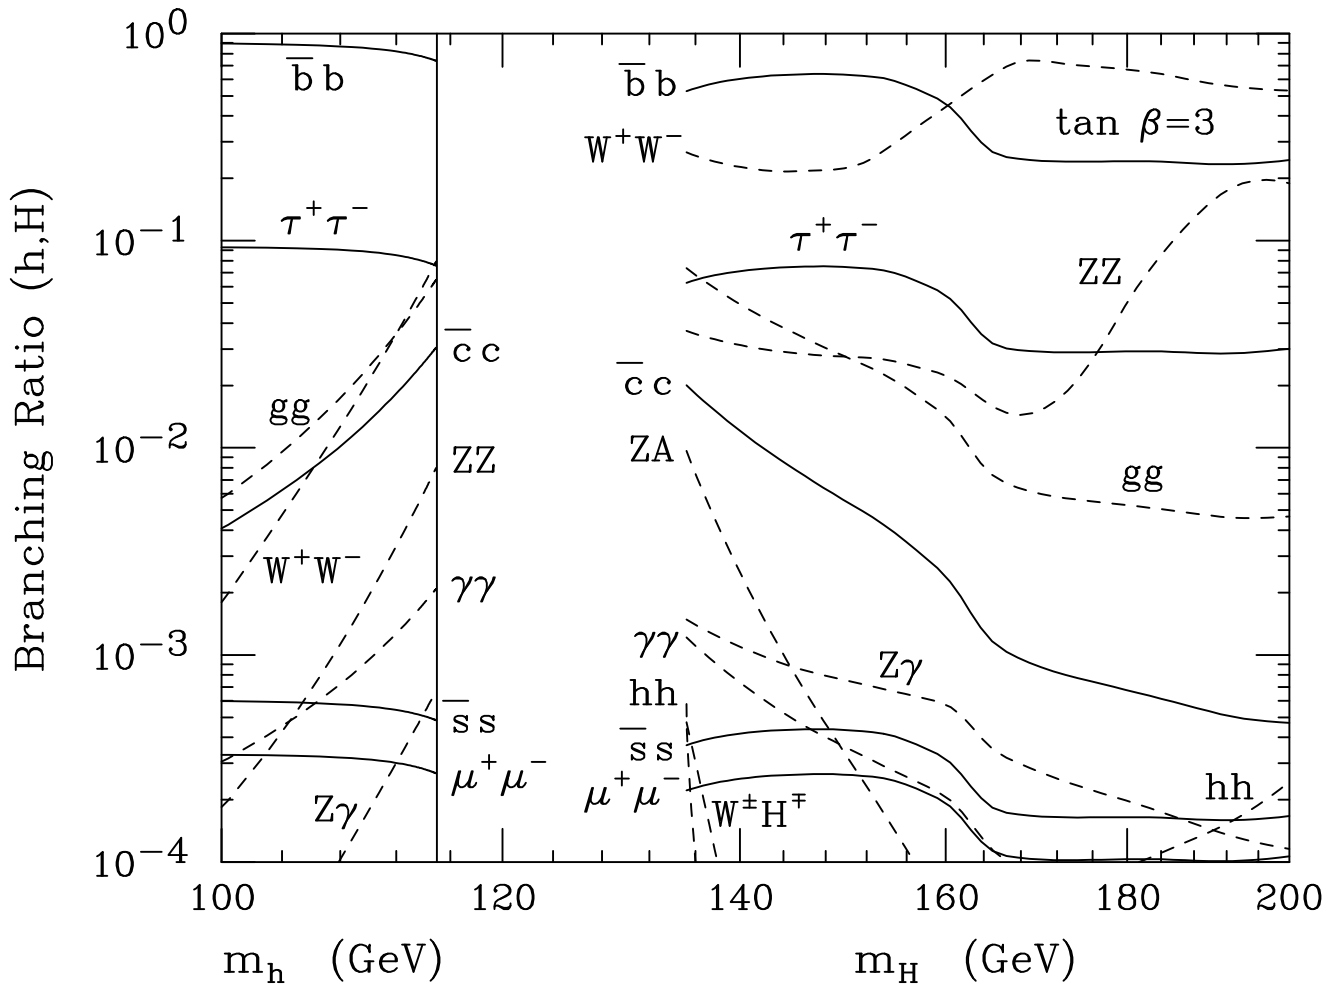 10⁰
b̅ b
b̅ b
tan β=3
W⁺W⁻
τ⁺τ⁻
10⁻¹
τ⁺τ⁻
ZZ
c̅ c
c̅ c
gg
10⁻²
ZA
ZZ
gg
W⁺W⁻
γγ
10⁻³
γγ
Zγ
hh
s̅ s
s̅ s
μ⁺μ⁻
μ⁺μ⁻
hh
Zγ
W±H∓
10⁻⁴
100 120 140 160 180 200
m_h (GeV) m_H (GeV)
Branching Ratio (h,H)